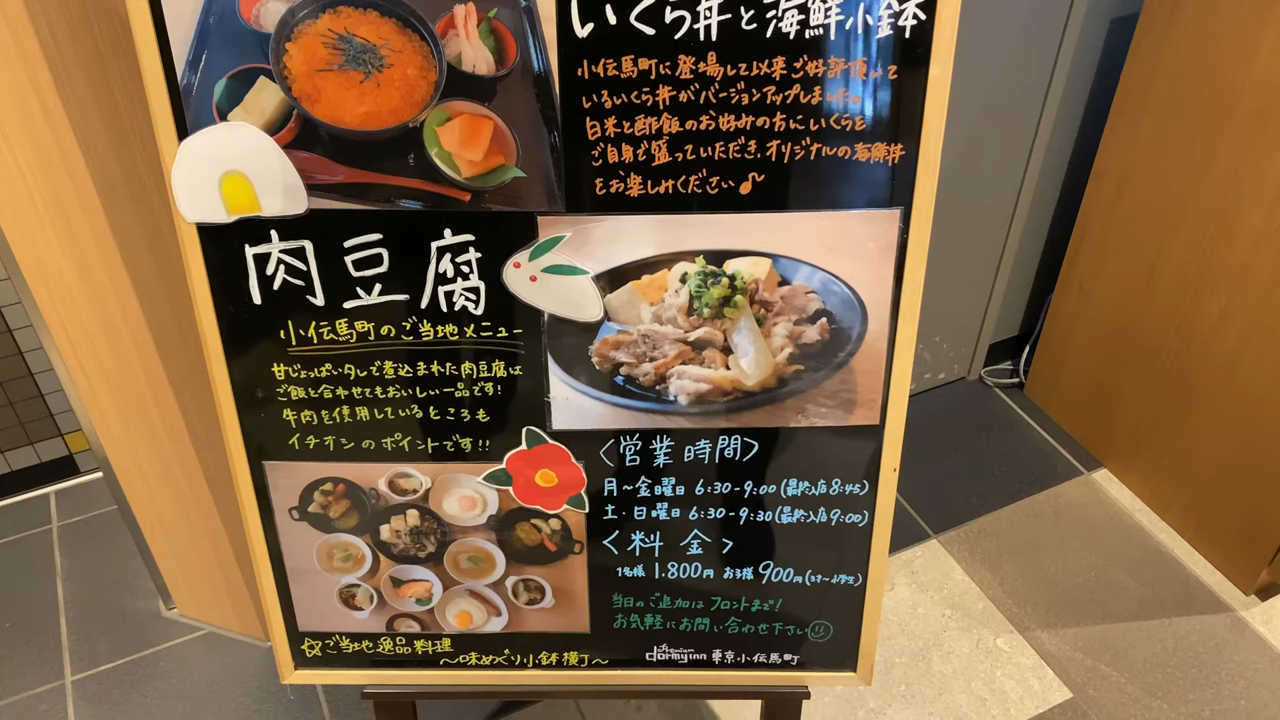 いくら丼と海鮮小鉢
小伝馬町に登場して以来ご好評頂いて
いるいくら丼がバージョンアップしました。
白米と酢飯のお好みの方にいくらを
ご自身で盛っていただき、オリジナルの海鮮丼
をお楽しみください♪
肉豆腐
小伝馬町のご当地メニュー
甘じょっぱいタレで煮込まれた肉豆腐は
ご飯と合わせてもおいしい一品です!
牛肉を使用しているところも
イチオシのポイントです!!
〈営業時間〉
月~金曜日 6:30-9:00(最終入店8:45)
土・日曜日 6:30-9:30(最終入店9:00)
〈料金〉
1名様 1.800円 お子様 900円(3才~小学生)
当日のご追加はフロントまで!
お気軽にお問い合わせ下さい
☆ご当地逸品料理
~味めぐり小鉢横丁~
Premium
dormy inn 東京小伝馬町